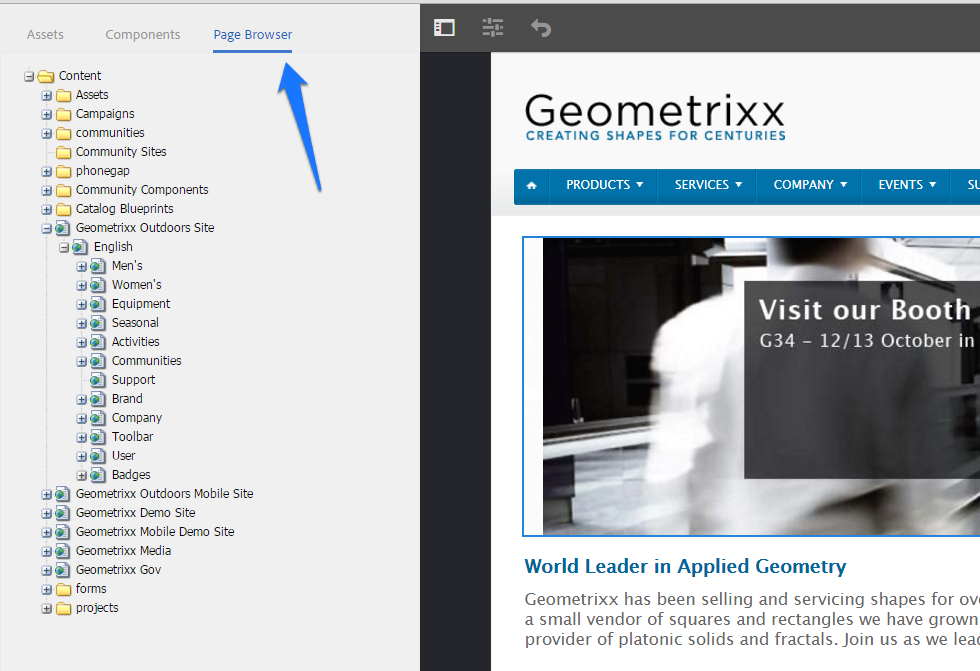 Assets Components Page Browser
Content
Assets
Campaigns
communities
Community Sites
phonegap
Community Components
Catalog Blueprints
Geometrixx Outdoors Site
English
Men's
Women's
Equipment
Seasonal
Activities
Communities
Support
Brand
Company
Toolbar
User
Badges
Geometrixx Outdoors Mobile Site
Geometrixx Demo Site
Geometrixx Mobile Demo Site
Geometrixx Media
Geometrixx Gov
forms
projects
Geometrixx
CREATING SHAPES FOR CENTURIES
PRODUCTS SERVICES COMPANY EVENTS SU
Visit our Booth
G34 – 12/13 October in
World Leader in Applied Geometry
Geometrixx has been selling and servicing shapes for ov
a small vendor of squares and rectangles we have grown
provider of platonic solids and fractals. Join us as we lea